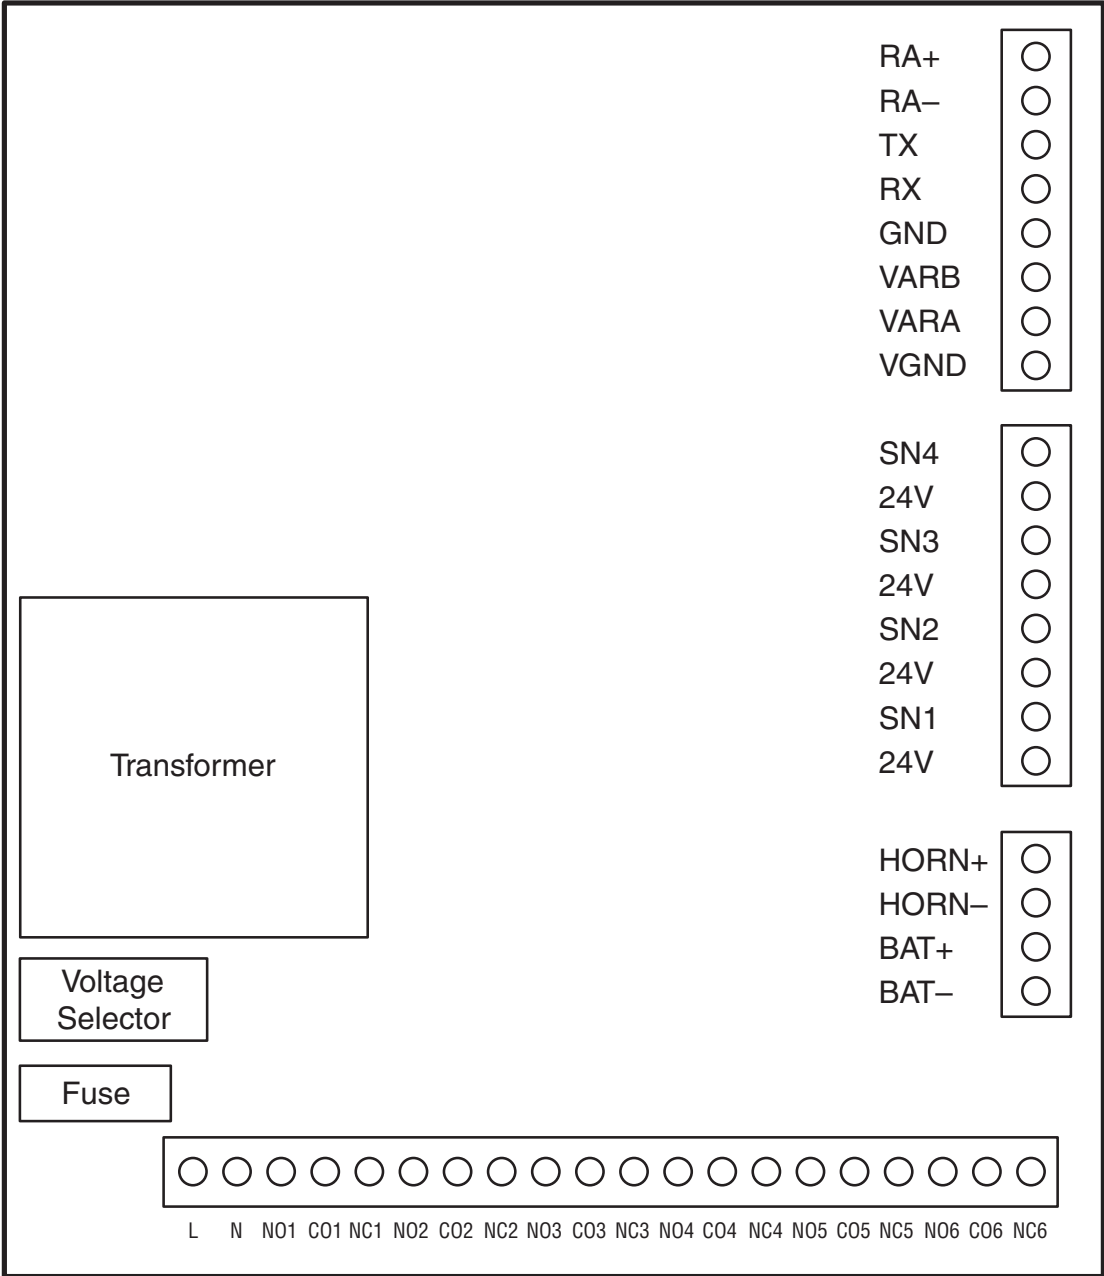 RA+
RA–
TX
RX
GND
VARB
VARA
VGND
SN4
24V
SN3
24V
SN2
24V
SN1
24V
Transformer
HORN+
HORN–
BAT+
BAT–
Voltage
Selector
Fuse
L N NO1 CO1 NC1 NO2 CO2 NC2 NO3 CO3 NC3 NO4 CO4 NC4 NO5 CO5 NC5 NO6 CO6 NC6